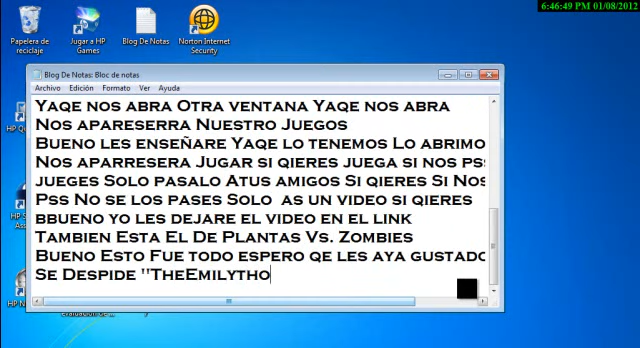 6:46:49 PM 01/08/2012
Papelera de reciclaje
Jugar a HP Games
Blog De Notas
Norton Internet Security
Blog De Notas: Bloc de notas
Archivo Edición Formato Ver Ayuda
Yaqe nos abra Otra ventana Yaqe nos abra
Nos apareserra Nuestro Juegos
Bueno les enseñare Yaqe lo tenemos Lo abrimo
Nos aparresera Jugar si qieres juega si nos ps
jueges Solo pasalo Atus amigos Si qieres Si Nos
Pss No se los pases Solo as un video si qieres
bbueno yo les dejare el video en el link
Tambien Esta El De Plantas Vs. Zombies
Bueno Esto Fue todo espero qe les aya gustado
Se Despide "TheEmilytho
HP
HP
HP